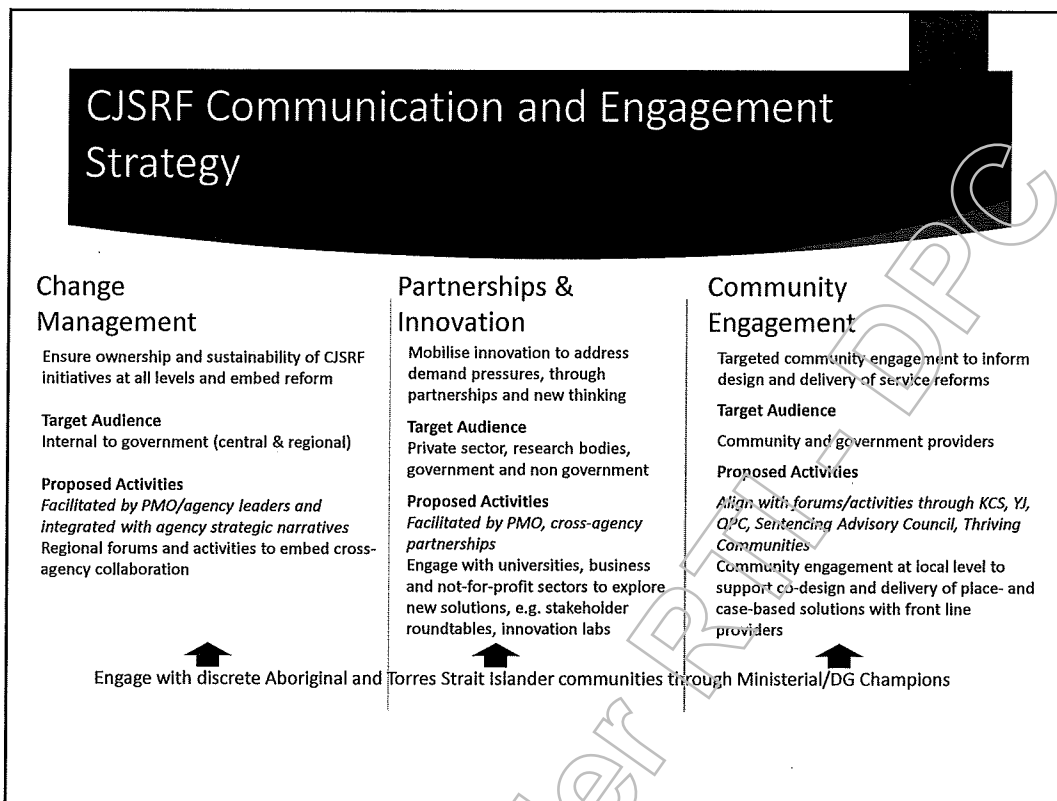 CJSRF Communication and Engagement
Strategy
Change
Management
Ensure ownership and sustainability of CJSRF
initiatives at all levels and embed reform
Target Audience
Internal to government (central & regional)
Proposed Activities
Facilitated by PMO/agency leaders and
integrated with agency strategic narratives
Regional forums and activities to embed cross-
agency collaboration
Partnerships &
Innovation
Mobilise innovation to address
demand pressures, through
partnerships and new thinking
Target Audience
Private sector, research bodies,
government and non government
Proposed Activities
Facilitated by PMO, cross-agency
partnerships
Engage with universities, business
and not-for-profit sectors to explore
new solutions, e.g. stakeholder
roundtables, innovation labs
Community
Engagement
Targeted community engagement to inform
design and delivery of service reforms
Target Audience
Community and government providers
Proposed Activities
Align with forums/activities through KCS, YJ,
QPC, Sentencing Advisory Council, Thriving
Communities
Community engagement at local level to
support co-design and delivery of place- and
case-based solutions with front line
providers
Engage with discrete Aboriginal and Torres Strait Islander communities through Ministerial/DG Champions
er RTI - DPC